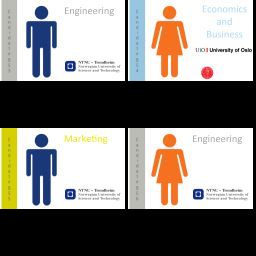 Engineering
NTNU – Trondheim
Norwegian University of
Science and Technology
Economics
and
Business
UiO
University of Oslo
Marketing
NTNU – Trondheim
Norwegian University of
Science and Technology
Engineering
NTNU – Trondheim
Norwegian University of
Science and Technology